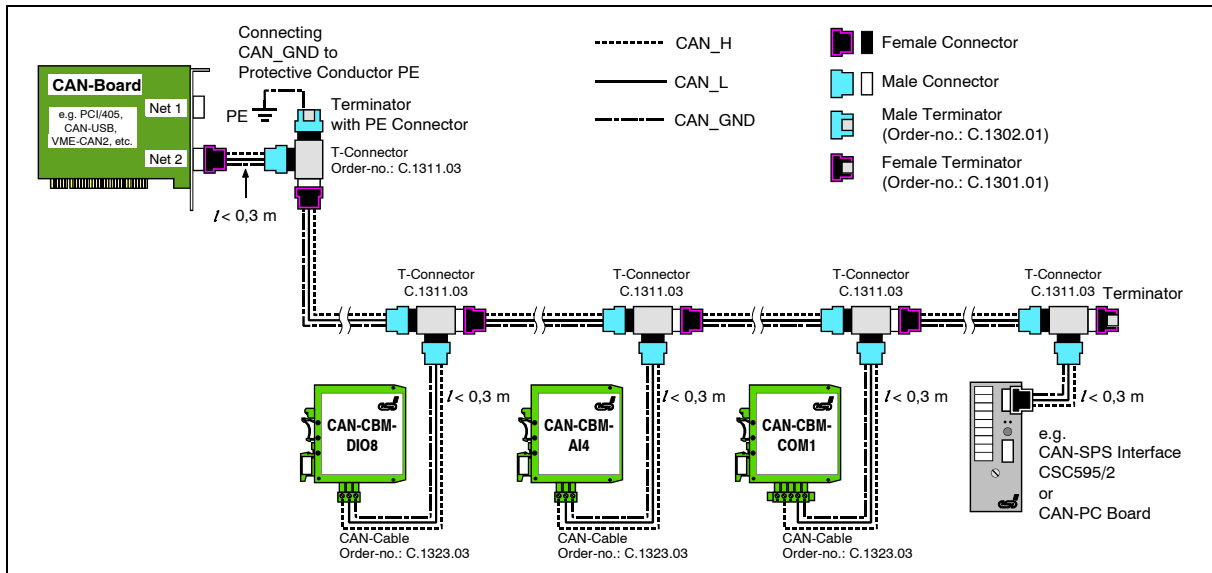 Connecting
CAN_GND to
Protective Conductor PE
CAN-Board
Net 1
e.g. PCI/405,
CAN-USB,
VME-CAN2, etc.
Net 2
PE
Terminator
with PE Connector
T-Connector
Order-no.: C.1311.03
l < 0,3 m
CAN_H
CAN_L
CAN_GND
Female Connector
Male Connector
Male Terminator
(Order-no.: C.1302.01)
Female Terminator
(Order-no.: C.1301.01)
T-Connector
C.1311.03
T-Connector
C.1311.03
T-Connector
C.1311.03
T-Connector
C.1311.03
Terminator
l < 0,3 m
l < 0,3 m
l < 0,3 m
l < 0,3 m
esd
CAN-CBM-
DIO8
esd
CAN-CBM-
AI4
esd
CAN-CBM-
COM1
e.g.
CAN-SPS Interface
CSC595/2
or
CAN-PC Board
esd
CAN-Cable
Order-no.: C.1323.03
CAN-Cable
Order-no.: C.1323.03
CAN-Cable
Order-no.: C.1323.03